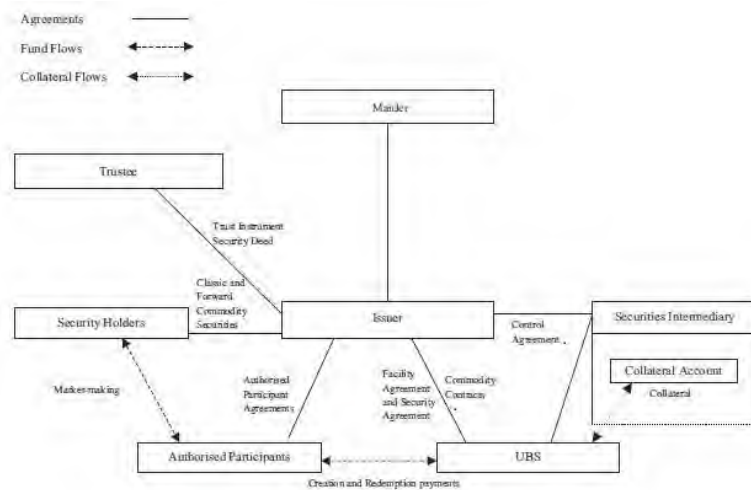 Agreements
Fund Flows
Collateral Flows
Master
Trustee
Trust Instrument
Security Deed
Classic and
Forward
Commodity
Securities
Security Holders
Issuer
Control
Agreement
Securities Intermediary
Collateral Account
Collateral
Market-making
Authorised
Participant
Agreements
Facility
Agreement
and Security
Agreement
Commodity
Contracts
Authorised Participants
UBS
Creation and Redemption payments